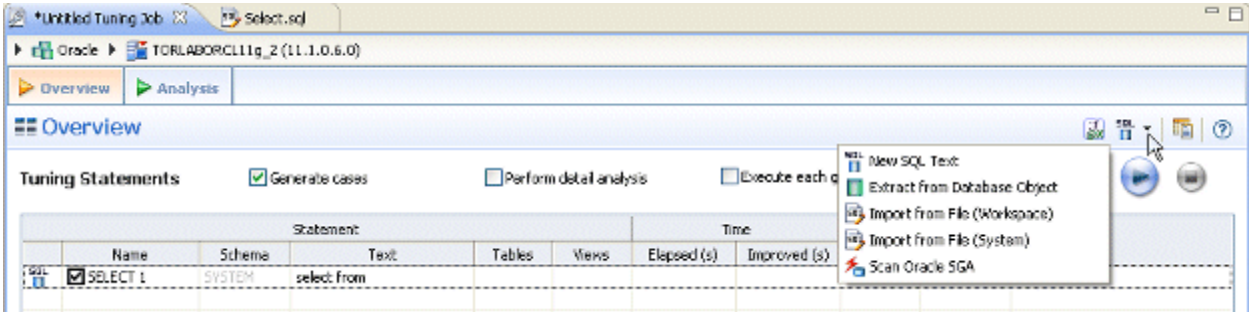 *Untitled Tuning Job Select.sql
Oracle TORLABORCL11g_2 (11.1.0.6.0)
Overview Analysis
Overview
Tuning Statements Generate cases Perform detail analysis Execute each
New SQL Text
Extract from Database Object
Import from File (Workspace)
Import from File (System)
Scan Oracle SGA
Statement Time
Name Schema Text Tables Views Elapsed (s) Improved (s)
SQL SELECT 1 SYSTEM select from